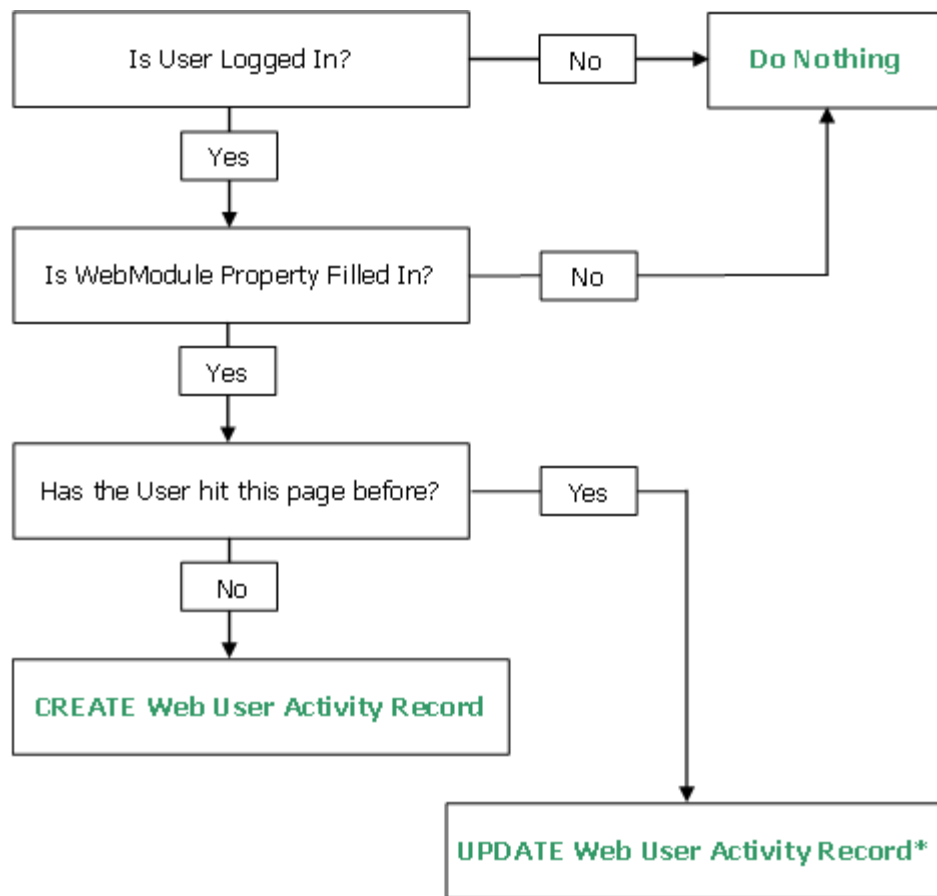 Is User Logged In?
No
Do Nothing
Yes
Is WebModule Property Filled In?
No
Yes
Has the User hit this page before?
Yes
No
CREATE Web User Activity Record
UPDATE Web User Activity Record*